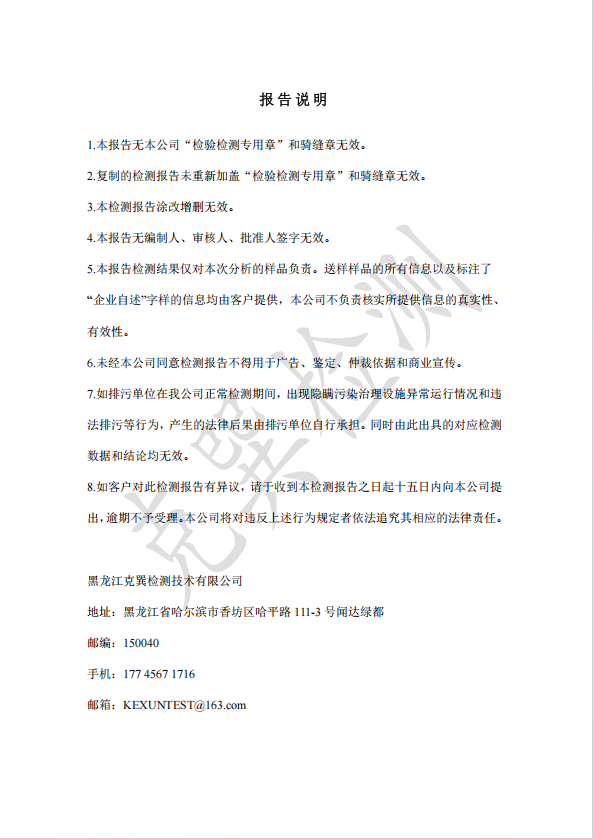 报告说明
1.本报告无本公司“检验检测专用章”和骑缝章无效。
2.复制的检测报告未重新加盖“检验检测专用章”和骑缝章无效。
3.本检测报告涂改增删无效。
4.本报告无编制人、审核人、批准人签字无效。
5.本报告检测结果仅对本次分析的样品负责。送样样品的所有信息以及标注了
“企业自述”字样的信息均由客户提供，本公司不负责核实所提供信息的真实性、
有效性。
6.未经本公司同意检测报告不得用于广告、鉴定、仲裁依据和商业宣传。
7.如排污单位在我公司正常检测期间，出现隐瞒污染治理设施异常运行情况和违
法排污等行为，产生的法律后果由排污单位自行承担。同时由此出具的对应检测
数据和结论均无效。
8.如客户对此检测报告有异议，请于收到本检测报告之日起十五日内向本公司提
出，逾期不予受理。本公司将对违反上述行为规定者依法追究其相应的法律责任。
黑龙江克巽检测技术有限公司
地址：黑龙江省哈尔滨市香坊区哈平路 111-3 号闻达绿都
邮编：150040
手机：177 4567 1716
邮箱：KEXUNTEST@163.com
克巽检测